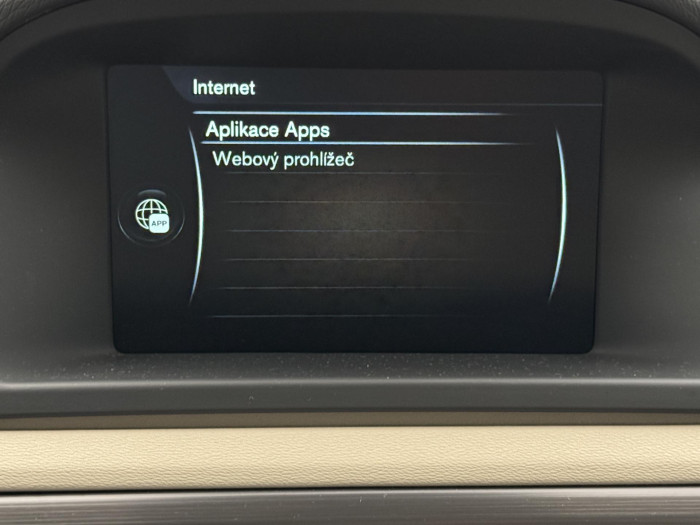 Internet
Aplikace Apps
Webový prohlížeč
APP